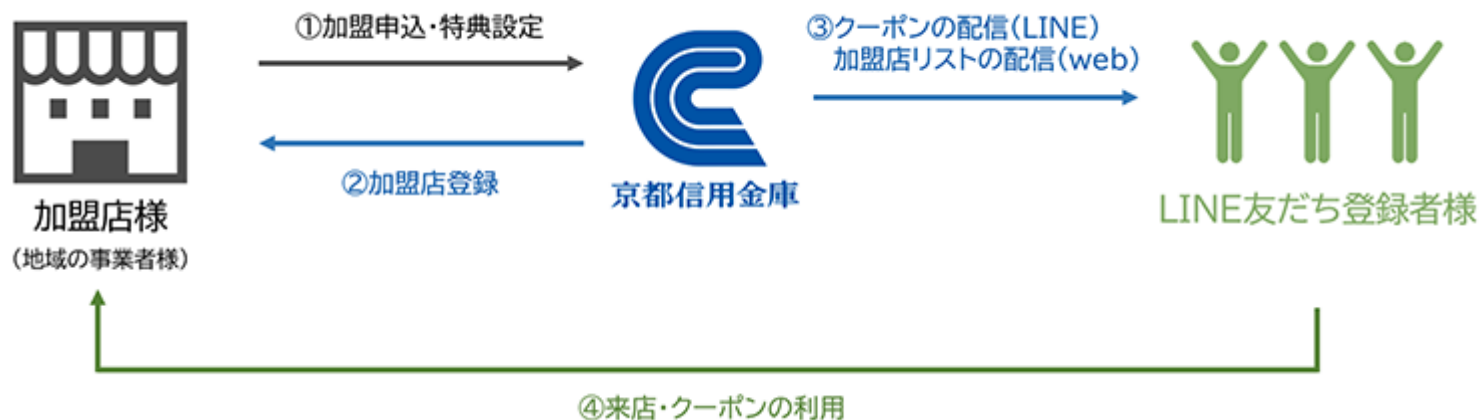 ①加盟申込・特典設定
③クーポンの配信(LINE)
加盟店リストの配信(web)
②加盟店登録
京都信用金庫
加盟店様
(地域の事業者様)
LINE友だち登録者様
④来店・クーポンの利用